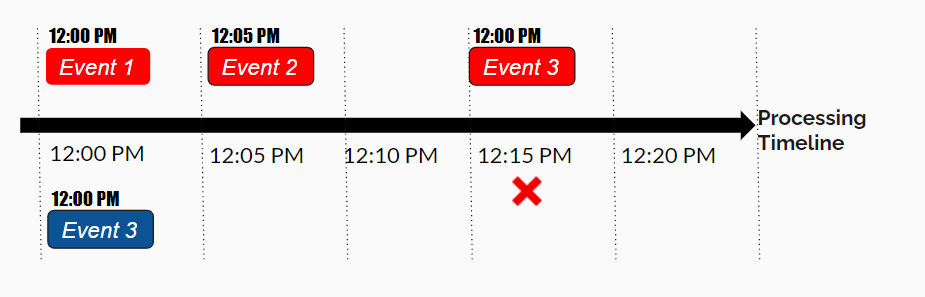 12:00 PM 12:05 PM 12:00 PM
Event 1 Event 2 Event 3
Processing
Timeline
12:00 PM 12:05 PM 12:10 PM 12:15 PM 12:20 PM
12:00 PM
Event 3